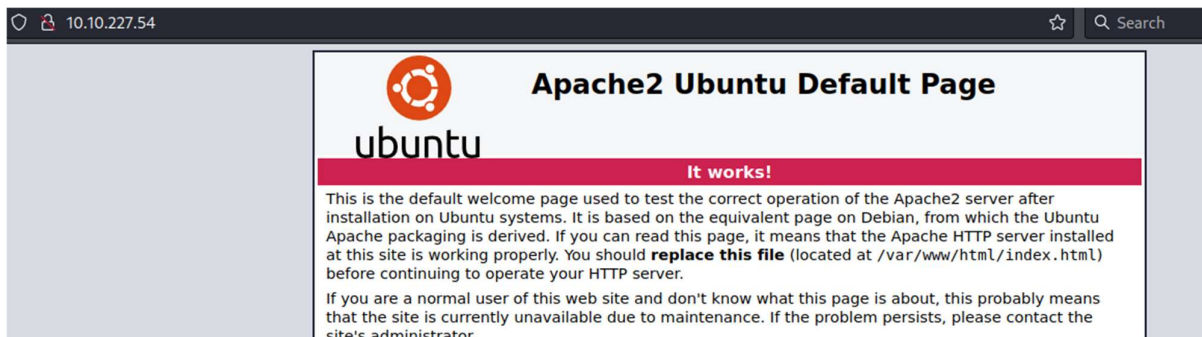 10.10.227.54
Search
Apache2 Ubuntu Default Page
ubuntu
It works!
This is the default welcome page used to test the correct operation of the Apache2 server after
installation on Ubuntu systems. It is based on the equivalent page on Debian, from which the Ubuntu
Apache packaging is derived. If you can read this page, it means that the Apache HTTP server installed
at this site is working properly. You should replace this file (located at /var/www/html/index.html)
before continuing to operate your HTTP server.
If you are a normal user of this web site and don't know what this page is about, this probably means
that the site is currently unavailable due to maintenance. If the problem persists, please contact the
site's administrator